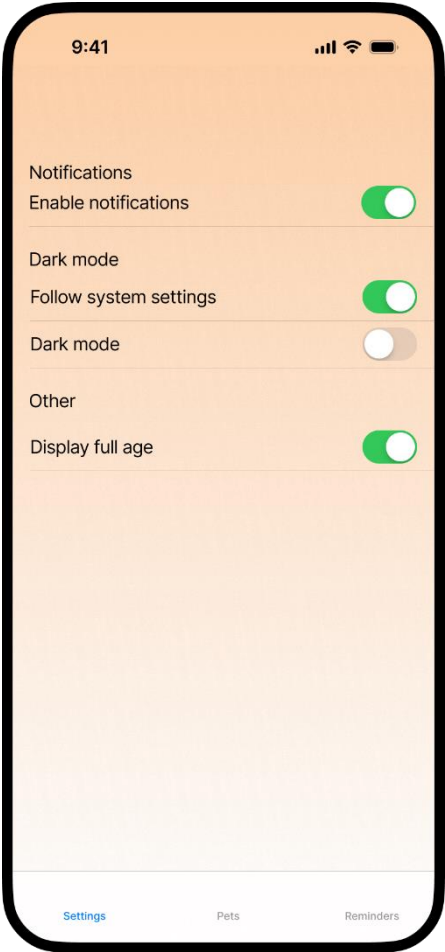 9:41
Notifications
Enable notifications
Dark mode
Follow system settings
Dark mode
Other
Display full age
Settings Pets Reminders